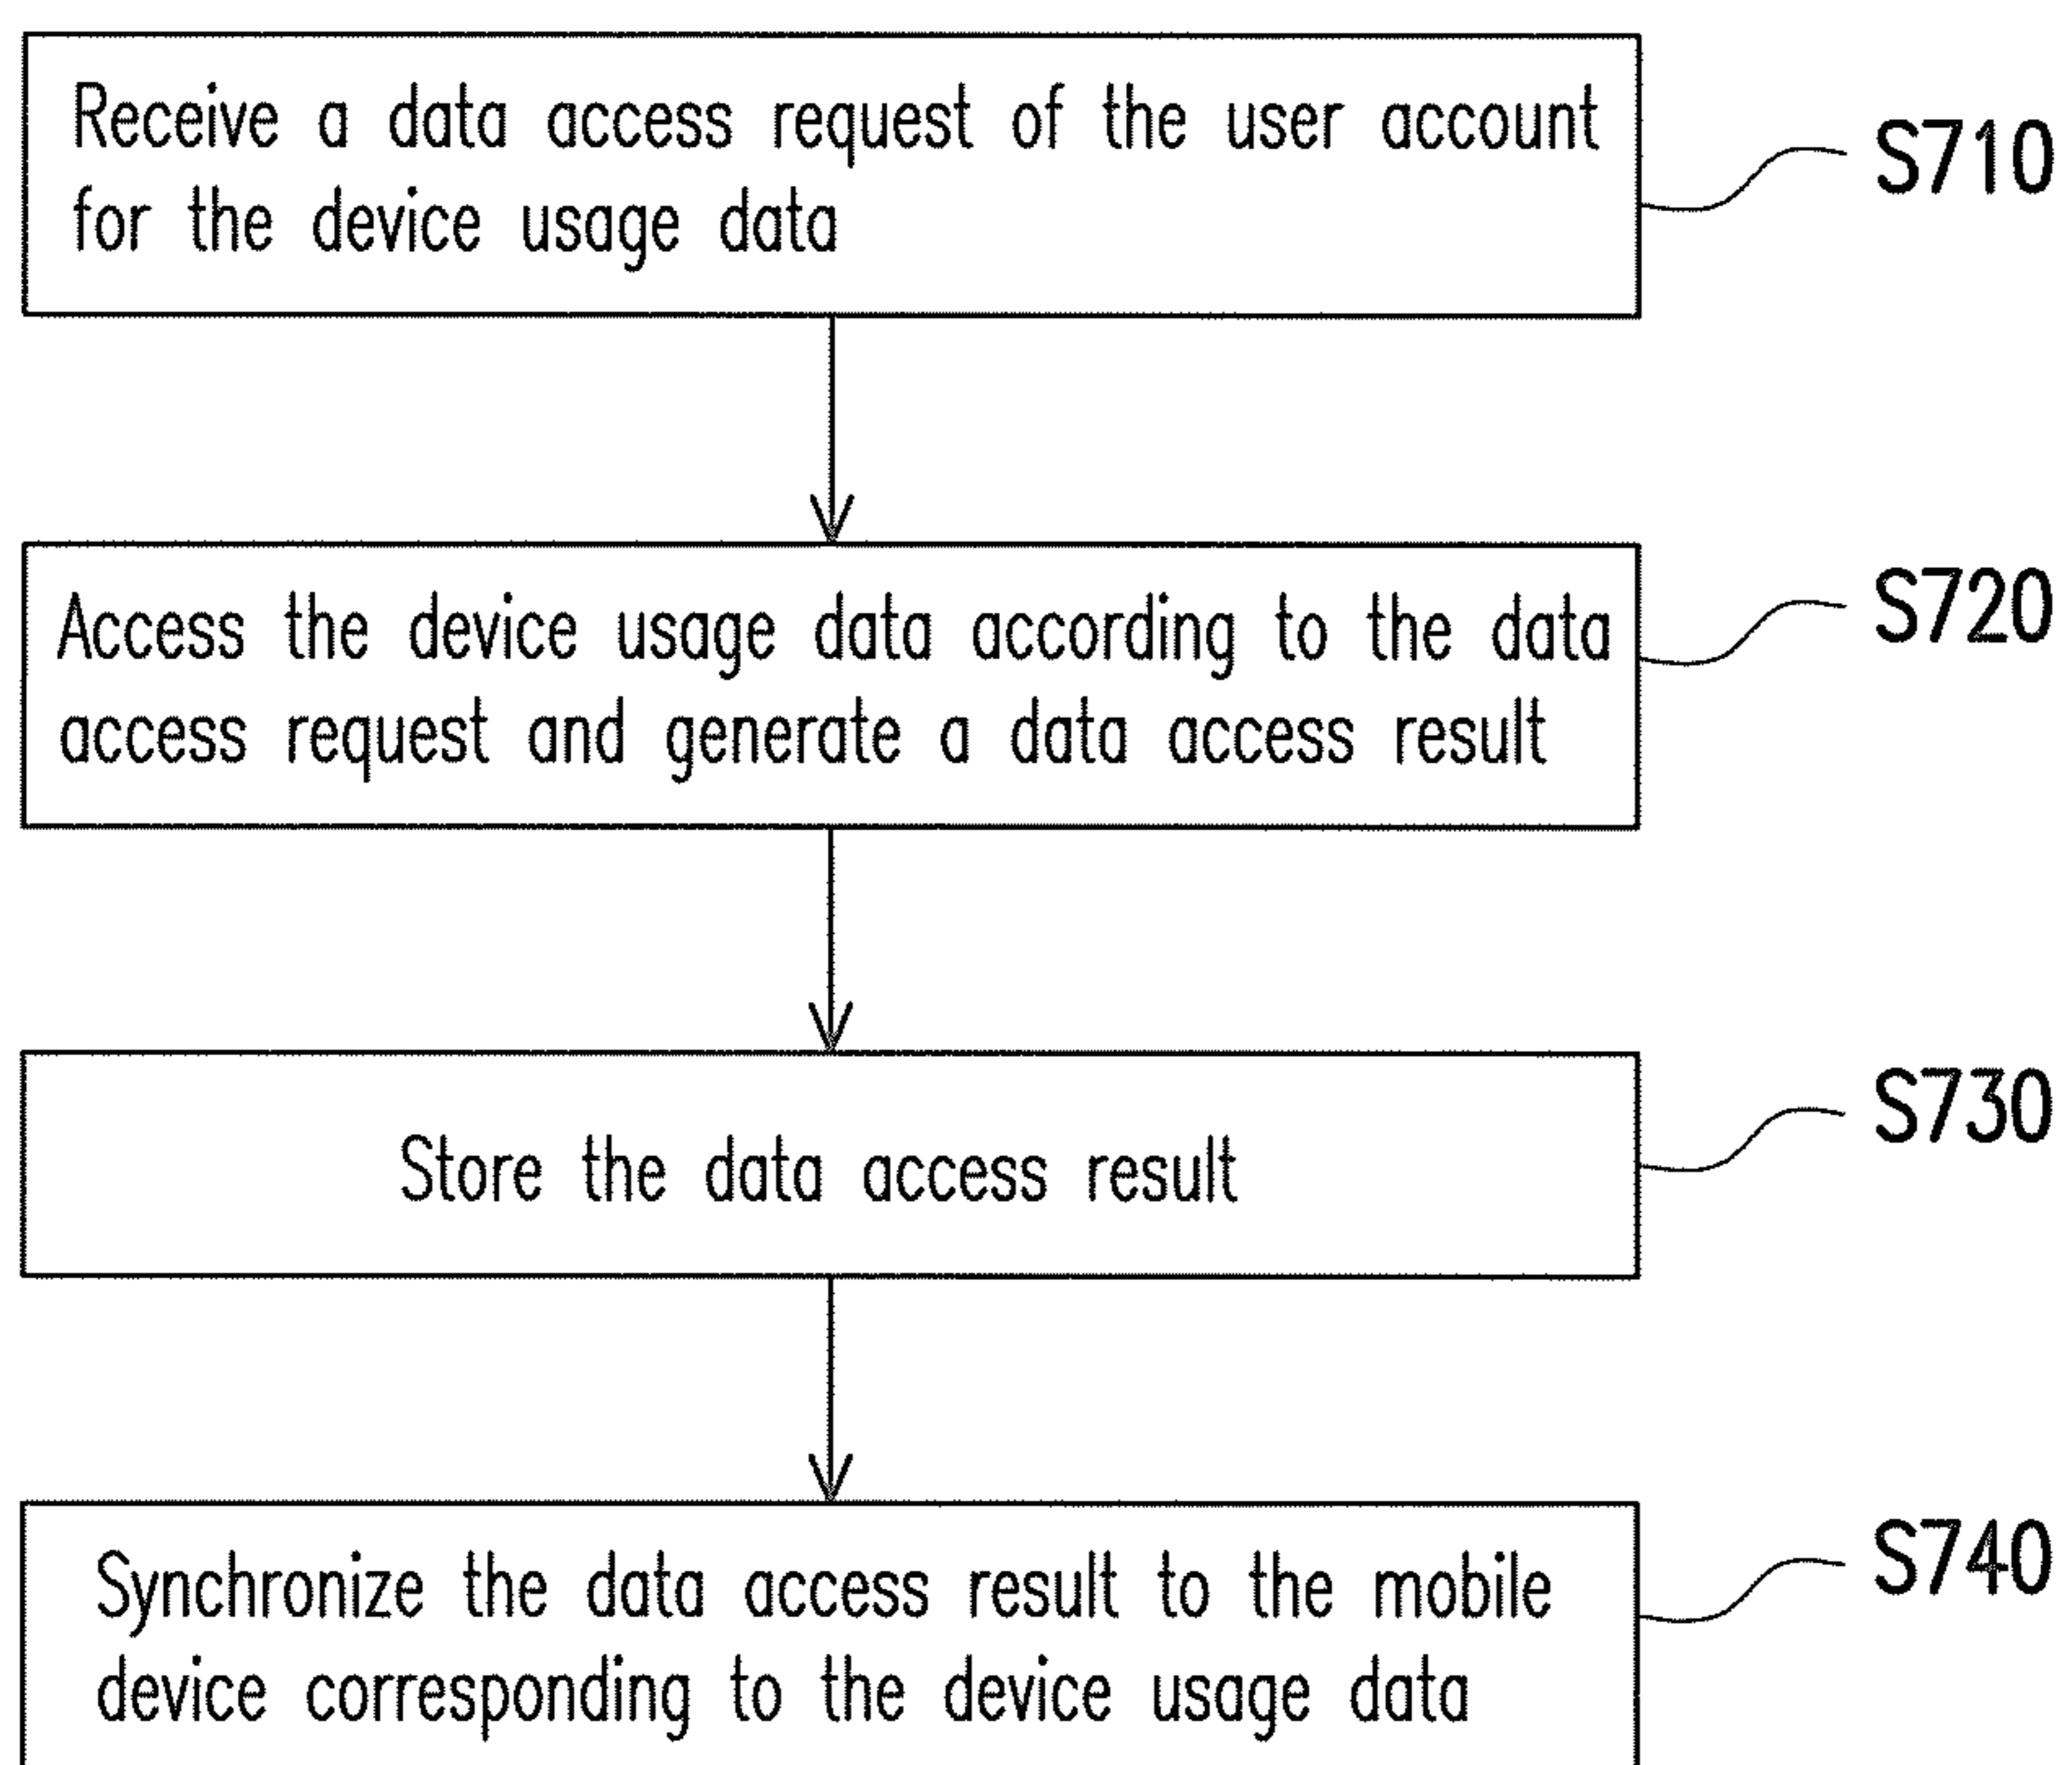 Receive a data access request of the user account
for the device usage data
S710
Access the device usage data according to the data
access request and generate a data access result
S720
Store the data access result
S730
Synchronize the data access result to the mobile
device corresponding to the device usage data
S740